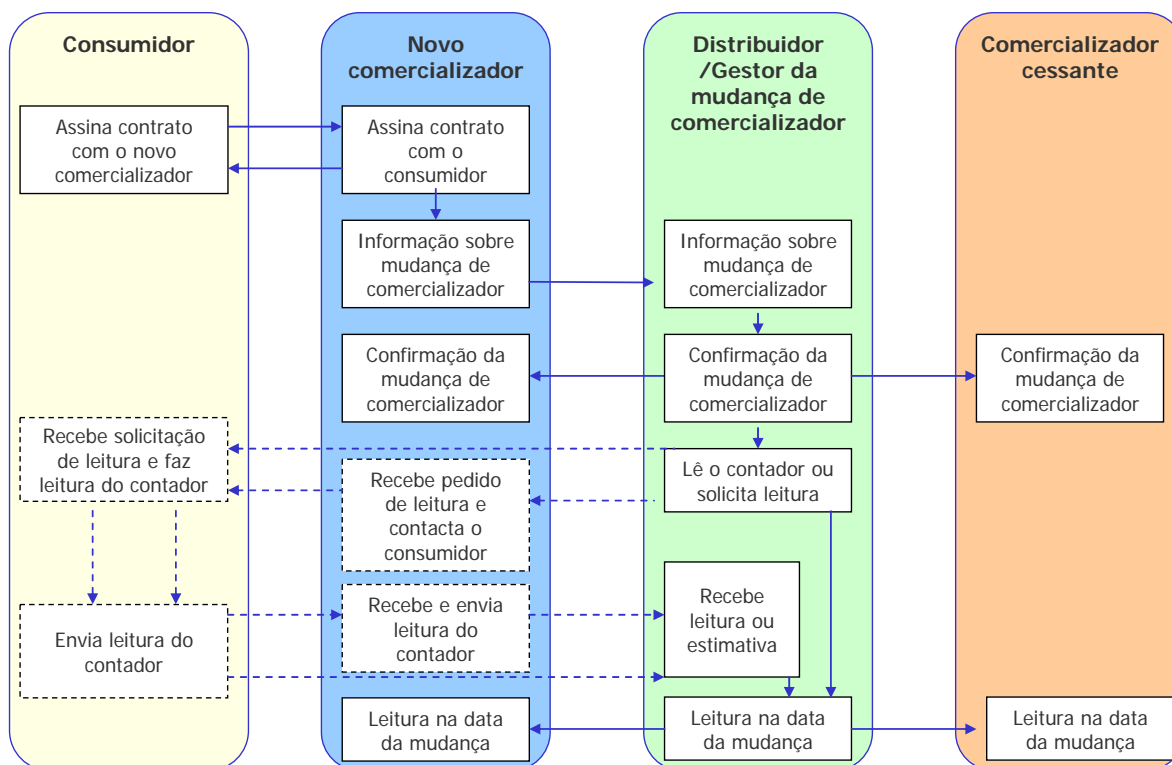 Consumidor
Novo
comercializador
Distribuidor
/Gestor da
mudança de
comercializador
Comercializador
cessante
Assina contrato
com o novo
comercializador
Assina contrato
com o
consumidor
Informação sobre
mudança de
comercializador
Informação sobre
mudança de
comercializador
Confirmação da
mudança de
comercializador
Confirmação da
mudança de
comercializador
Confirmação da
mudança de
comercializador
Recebe solicitação
de leitura e faz
leitura do contador
Recebe pedido
de leitura e
contacta o
consumidor
Lê o contador ou
solicita leitura
Envia leitura do
contador
Recebe e envia
leitura do
contador
Recebe
leitura ou
estimativa
Leitura na data
da mudança
Leitura na data
da mudança
Leitura na data
da mudança